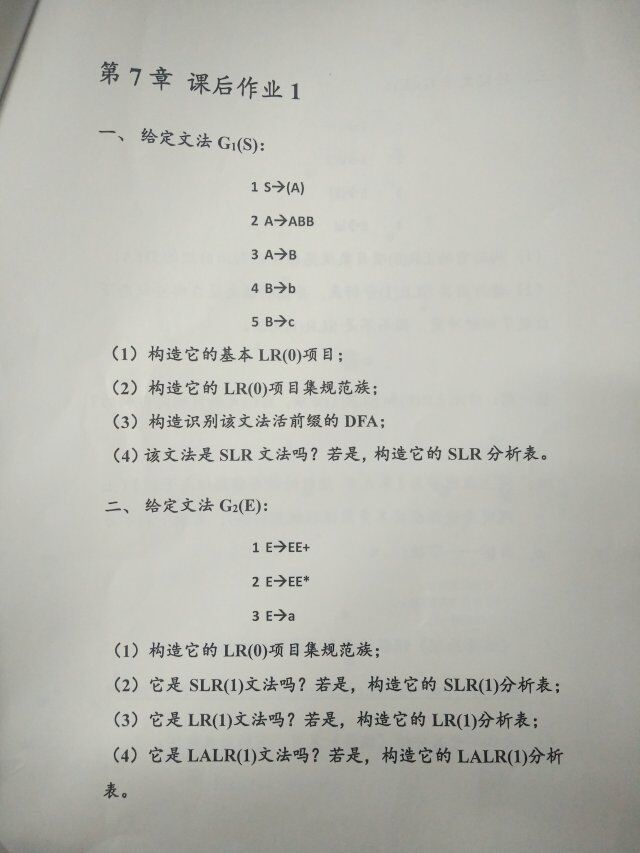 第 7 章 课后作业 1
一、 给定文法 G₁(S)：
1 S→(A)
2 A→ABB
3 A→B
4 B→b
5 B→c
（1）构造它的基本 LR(0)项目；
（2）构造它的 LR(0)项目集规范族；
（3）构造识别该文法活前缀的 DFA；
（4）该文法是 SLR 文法吗？若是，构造它的 SLR 分析表。
二、 给定文法 G₂(E)：
1 E→EE+
2 E→EE*
3 E→a
（1）构造它的 LR(0)项目集规范族；
（2）它是 SLR(1)文法吗？若是，构造它的 SLR(1)分析表；
（3）它是 LR(1)文法吗？若是，构造它的 LR(1)分析表；
（4）它是 LALR(1)文法吗？若是，构造它的 LALR(1)分析
表。